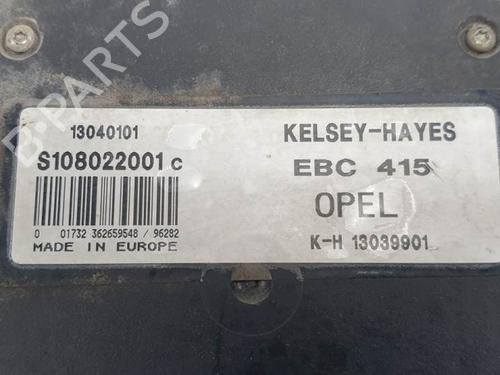 13040101
S108022001 C
0 01732 362659548 / 96282
MADE IN EUROPE
KELSEY-HAYES
EBC 415
OPEL
K-H 13039901
B-PARTS